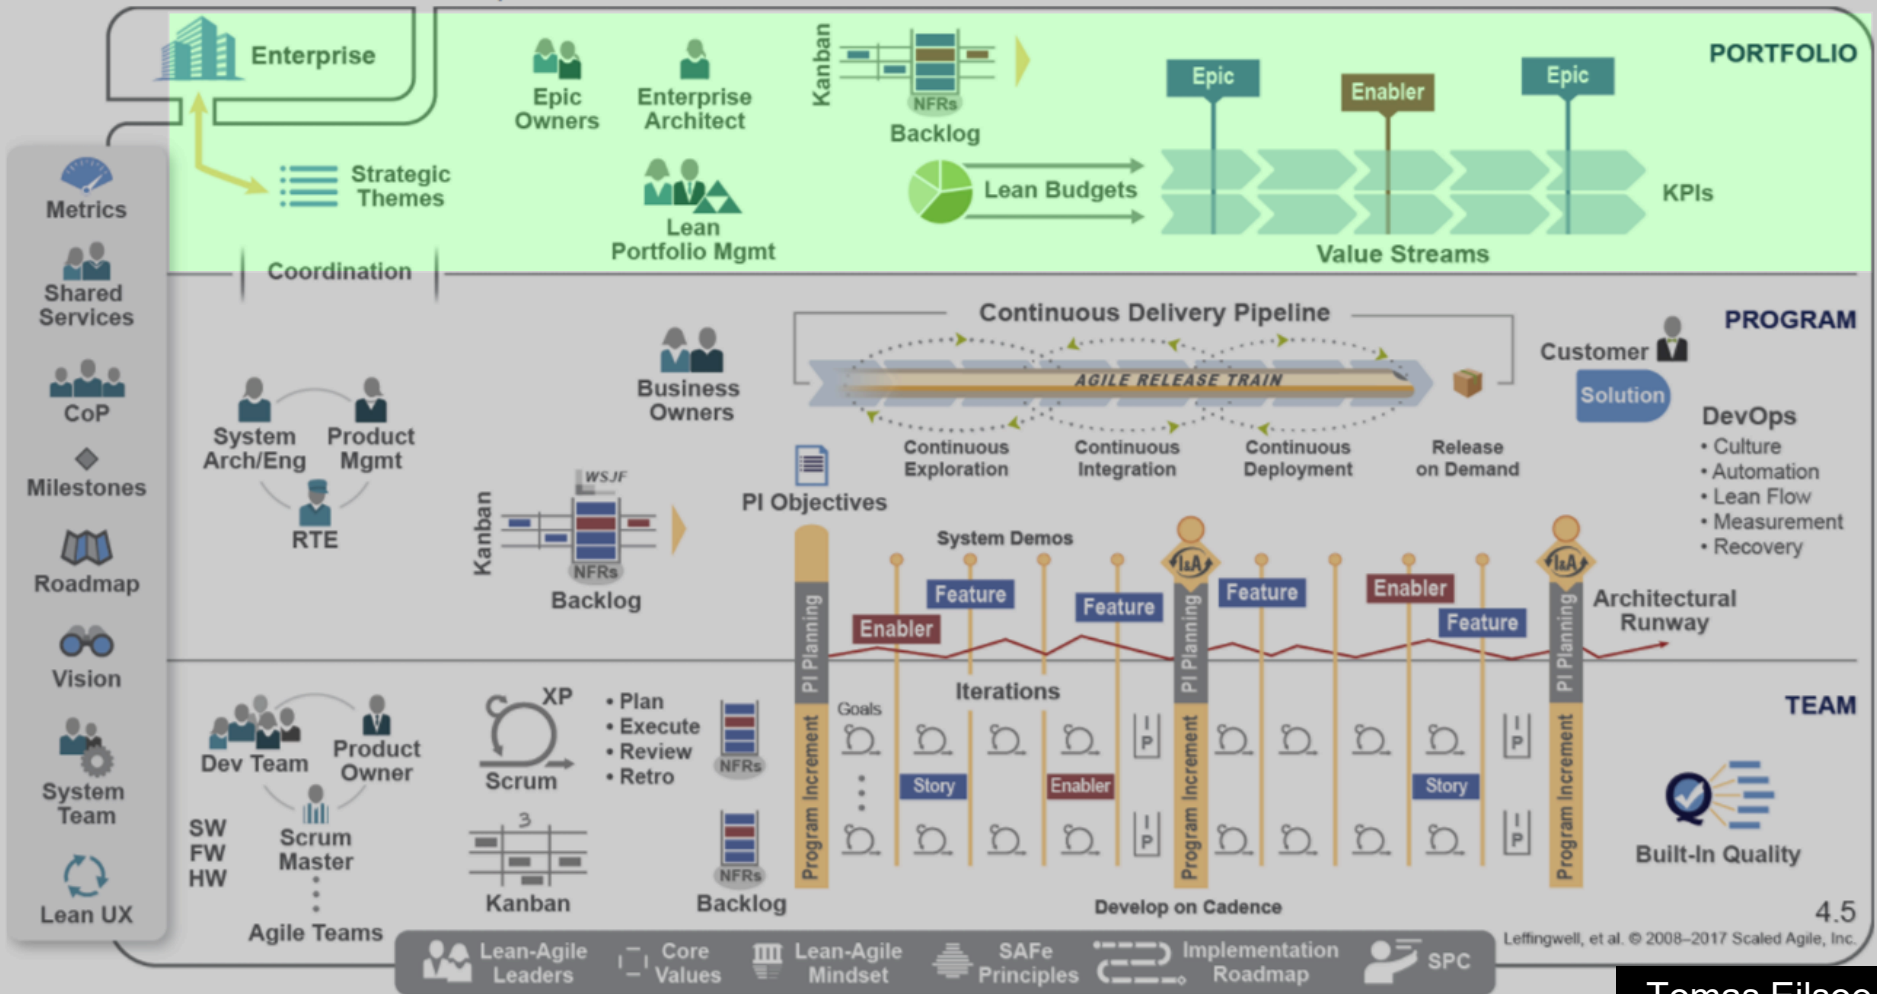 Enterprise
Epic
Owners
Enterprise
Architect
Kanban
NFRs
Backlog
Epic
Enabler
Epic
PORTFOLIO
Strategic
Themes
Lean
Portfolio Mgmt
Lean Budgets
KPIs
Value Streams
Coordination
Metrics
Shared
Services
CoP
Milestones
Roadmap
Vision
System
Team
Lean UX
Continuous Delivery Pipeline
PROGRAM
Customer
Solution
AGILE RELEASE TRAIN
Business
Owners
System
Arch/Eng
Product
Mgmt
RTE
Continuous
Exploration
Continuous
Integration
Continuous
Deployment
Release
on Demand
DevOps
• Culture
• Automation
• Lean Flow
• Measurement
• Recovery
PI Objectives
WSJF
Kanban
NFRs
Backlog
System Demos
I&A
I&A
Feature
Feature
Enabler
Feature
Enabler
Feature
Architectural
Runway
PI Planning
PI Planning
PI Planning
TEAM
Iterations
Goals
Program Increment
Program Increment
Program Increment
I
P
I
P
I
P
I
P
Story
Enabler
Story
Dev Team
Product
Owner
Scrum
Master
SW
FW
HW
Agile Teams
XP
Scrum
• Plan
• Execute
• Review
• Retro
NFRs
3
Kanban
NFRs
Backlog
Develop on Cadence
Built-In Quality
4.5
Leffingwell, et al. © 2008–2017 Scaled Agile, Inc.
Lean-Agile
Leaders
Core
Values
Lean-Agile
Mindset
SAFe
Principles
Implementation
Roadmap
SPC